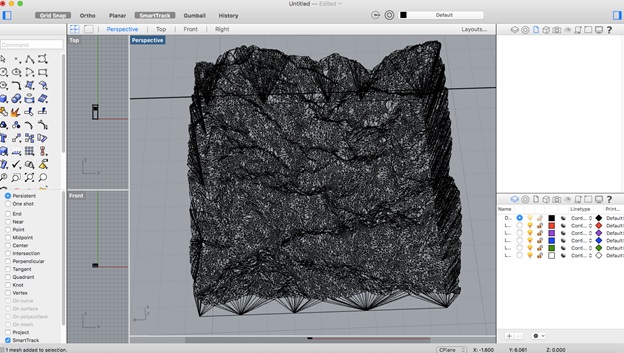 Untitled — Edited
Grid Snap Ortho Planar SmartTrack Gumball History Default
Perspective Top Front Right Layouts...
Command
Top
Perspective
Front
Persistent
One shot
End
Near
Point
Midpoint
Center
Intersection
Perpendicular
Tangent
Quadrant
Knot
Vertex
On curve
On surface
On polysurface
On mesh
Project
SmartTrack
Name Linetype Print...
D... Conti... Default
L... Conti... Default
L... Conti... Default
L... Conti... Default
L... Conti... Default
L... Conti... Default
1 mesh added to selection. CPlane X: -1.600 Y: 6.061 Z: 0.000